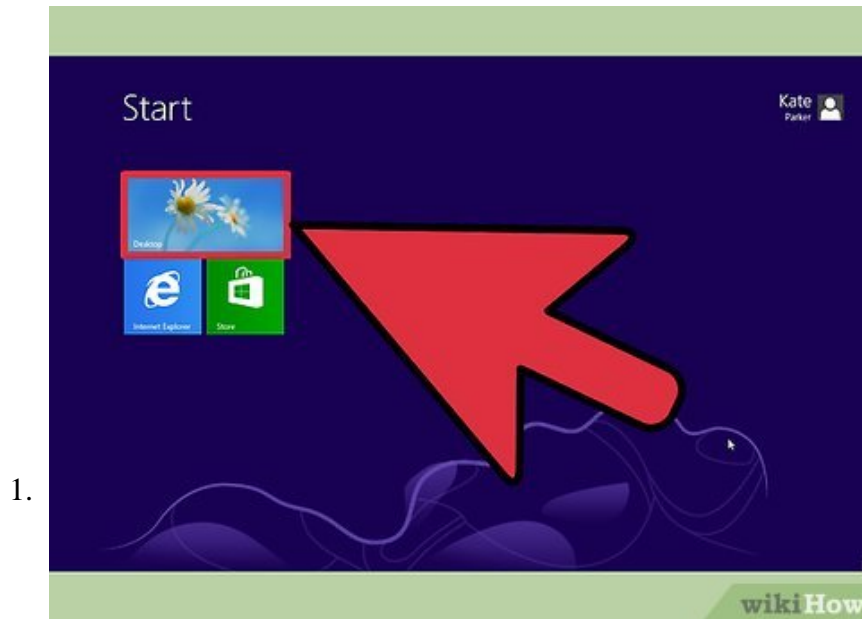 Start
Kate
Parker
Desktop
Internet Explorer
Store
1.
wikiHow